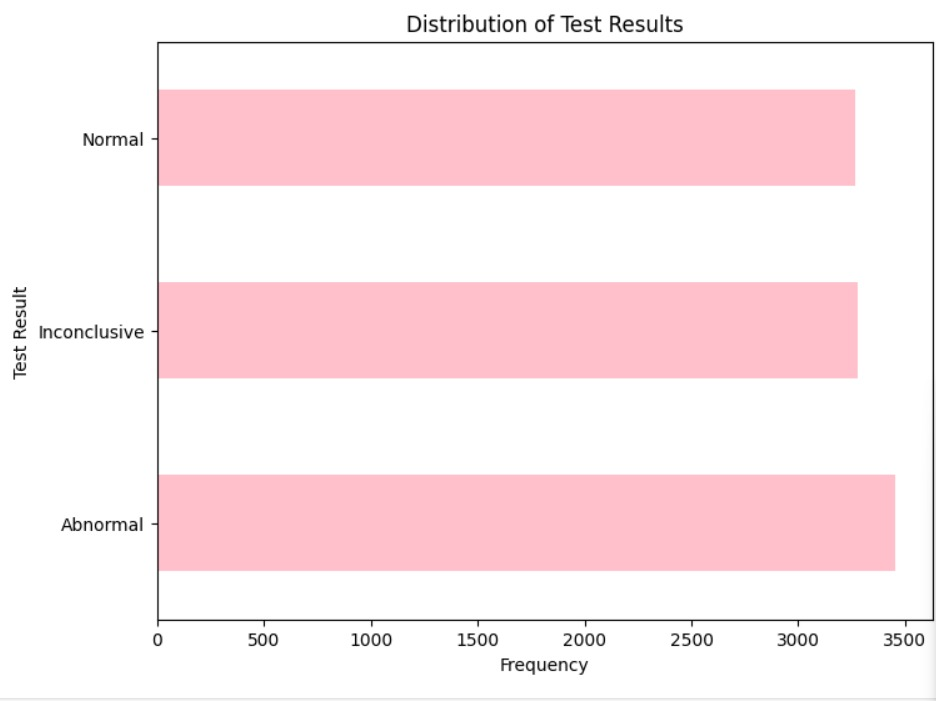 Distribution of Test Results
Normal
Inconclusive
Abnormal
Test Result
0 500 1000 1500 2000 2500 3000 3500
Frequency